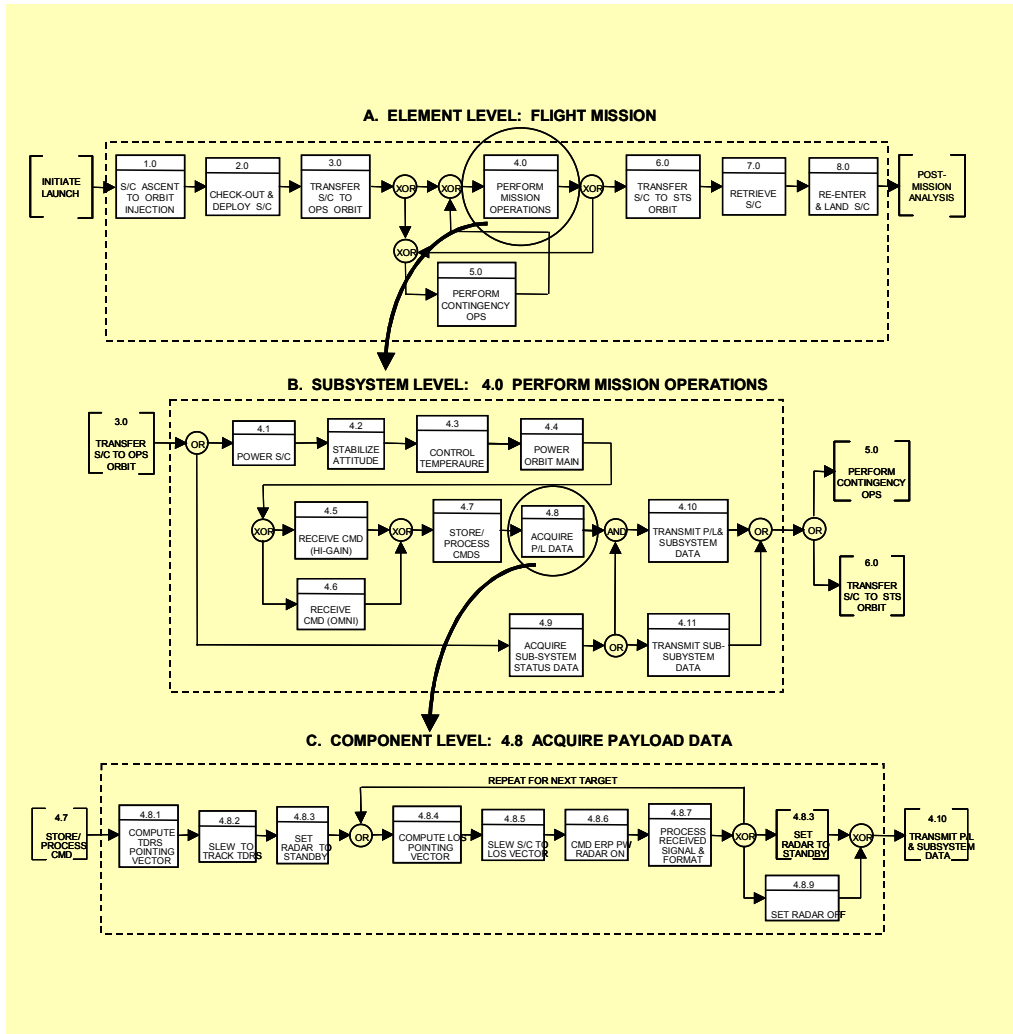 A. ELEMENT LEVEL: FLIGHT MISSION
INITIATE
LAUNCH
1.0
S/C ASCENT
TO ORBIT
INJECTION
2.0
CHECK-OUT &
DEPLOY S/C
3.0
TRANSFER
S/C TO
OPS ORBIT
XOR
XOR
4.0
PERFORM
MISSION
OPERATIONS
XOR
6.0
TRANSFER
S/C TO STS
ORBIT
7.0
RETRIEVE
S/C
8.0
RE-ENTER
& LAND S/C
POST-
MISSION
ANALYSIS
XOR
5.0
PERFORM
CONTINGENCY
OPS
B. SUBSYSTEM LEVEL: 4.0 PERFORM MISSION OPERATIONS
3.0
TRANSFER
S/C TO OPS
ORBIT
OR
4.1
POWER S/C
4.2
STABILIZE
ATTITUDE
4.3
CONTROL
TEMPERAURE
4.4
POWER
ORBIT MAIN
XOR
4.5
RECEIVE CMD
(HI-GAIN)
XOR
4.7
STORE/
PROCESS
CMDS
4.8
ACQUIRE
P/L DATA
AND
4.10
TRANSMIT P/L&
SUBSYSTEM
DATA
OR
OR
5.0
PERFORM
CONTINGENCY
OPS
6.0
TRANSFER
S/C TO STS
ORBIT
4.6
RECEIVE
CMD (OMNI)
4.9
ACQUIRE
SUB-SYSTEM
STATUS DATA
OR
4.11
TRANSMIT SUB-
SUBYSTEM
DATA
C. COMPONENT LEVEL: 4.8 ACQUIRE PAYLOAD DATA
REPEAT FOR NEXT TARGET
4.7
STORE/
PROCESS
CMD
4.8.1
COMPUTE
TDRS
POINTING
VECTOR
4.8.2
SLEW TO
TRACK TDRS
4.8.3
SET
RADAR TO
STANDBY
OR
4.8.4
COMPUTE LOS
POINTING
VECTOR
4.8.5
SLEW S/C TO
LOS VECTOR
4.8.6
CMD ERP PW
RADAR ON
4.8.7
PROCESS
RECEIVED
SIGNAL &
FORMAT
XOR
4.8.3
SET
RADAR TO
STANDBY
XOR
4.10
TRANSMIT P/L
& SUBSYSTEM
DATA
4.8.9
SET RADAR OFF